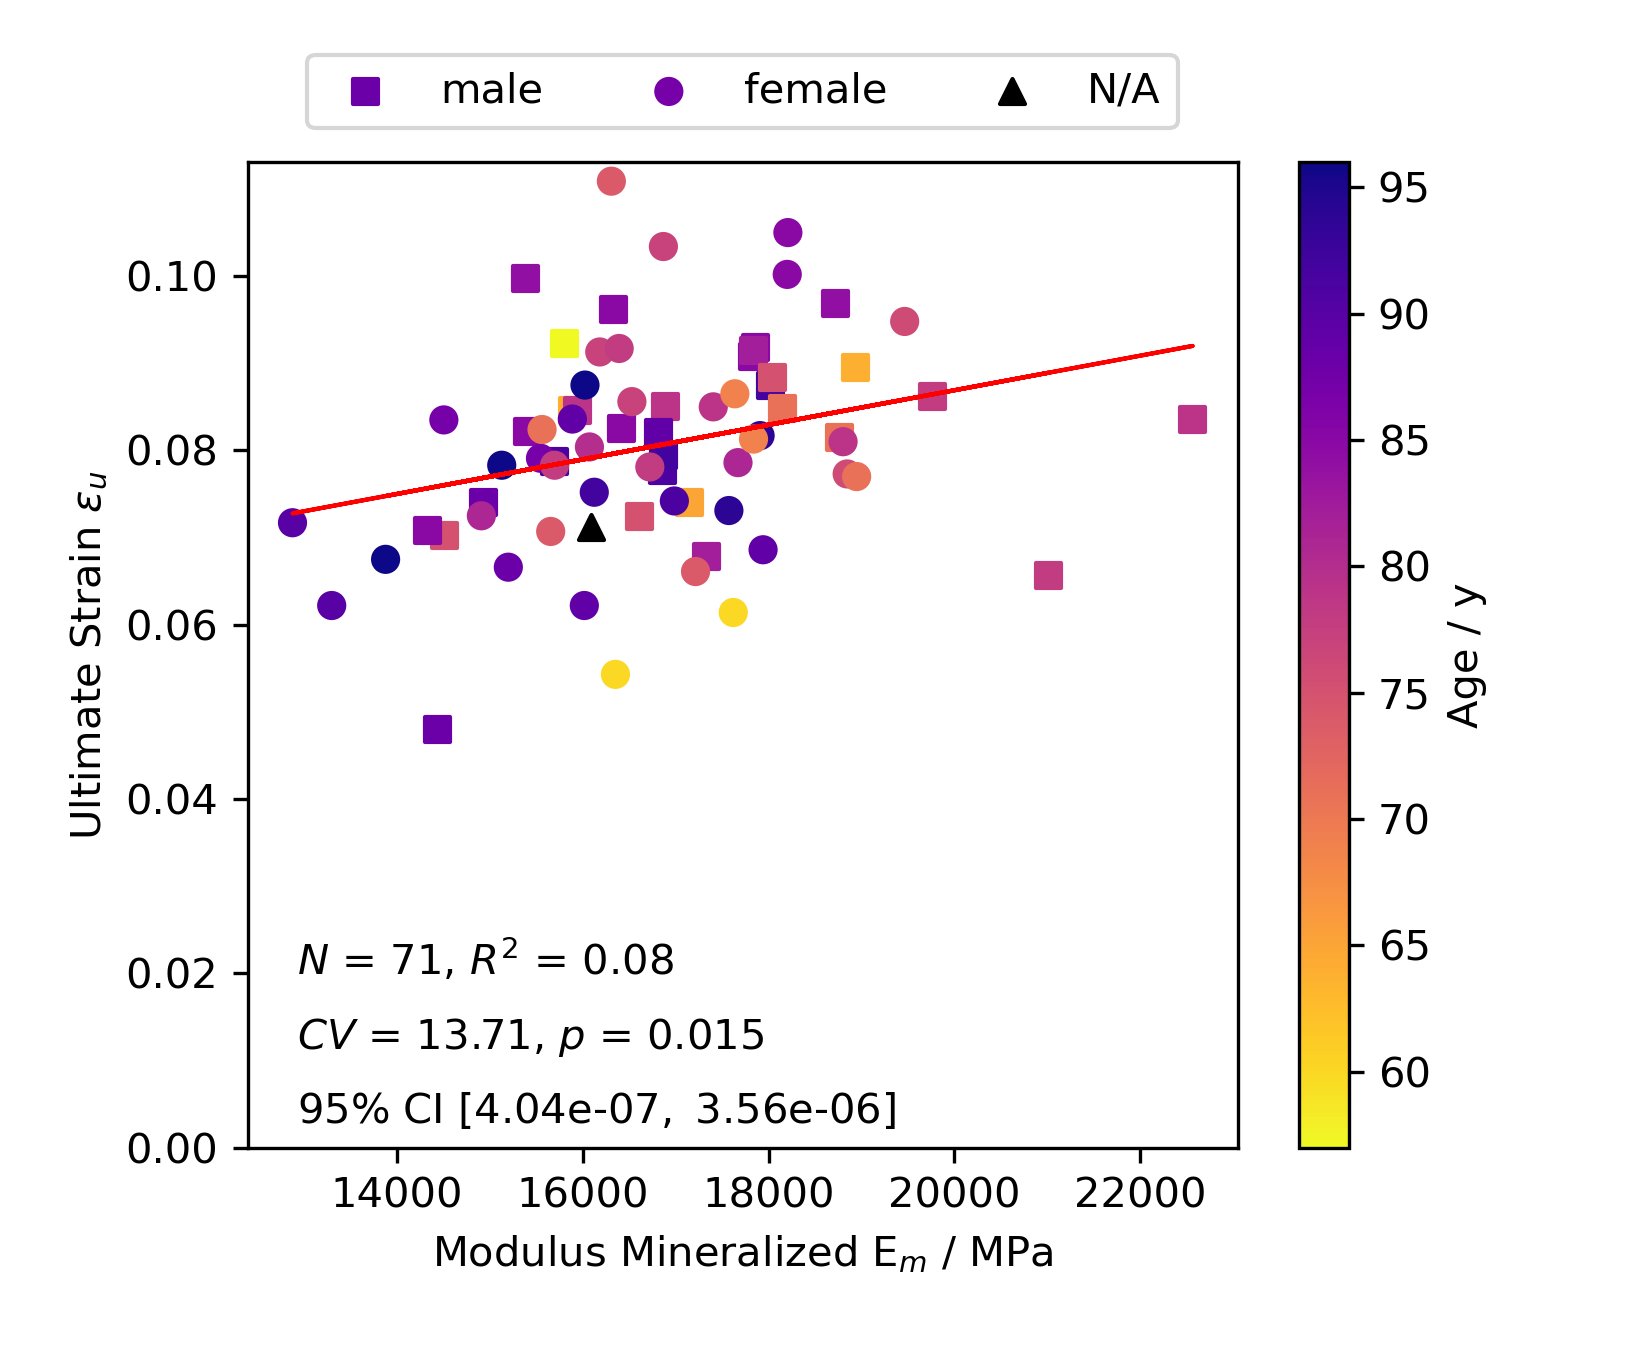 male female N/A
0.10
0.08
0.06
0.04
0.02
0.00
Ultimate Strain εu
N = 71, R² = 0.08
CV = 13.71, p = 0.015
95% CI [4.04e-07, 3.56e-06]
14000 16000 18000 20000 22000
Modulus Mineralized Em / MPa
95
90
85
80
75
70
65
60
Age / y